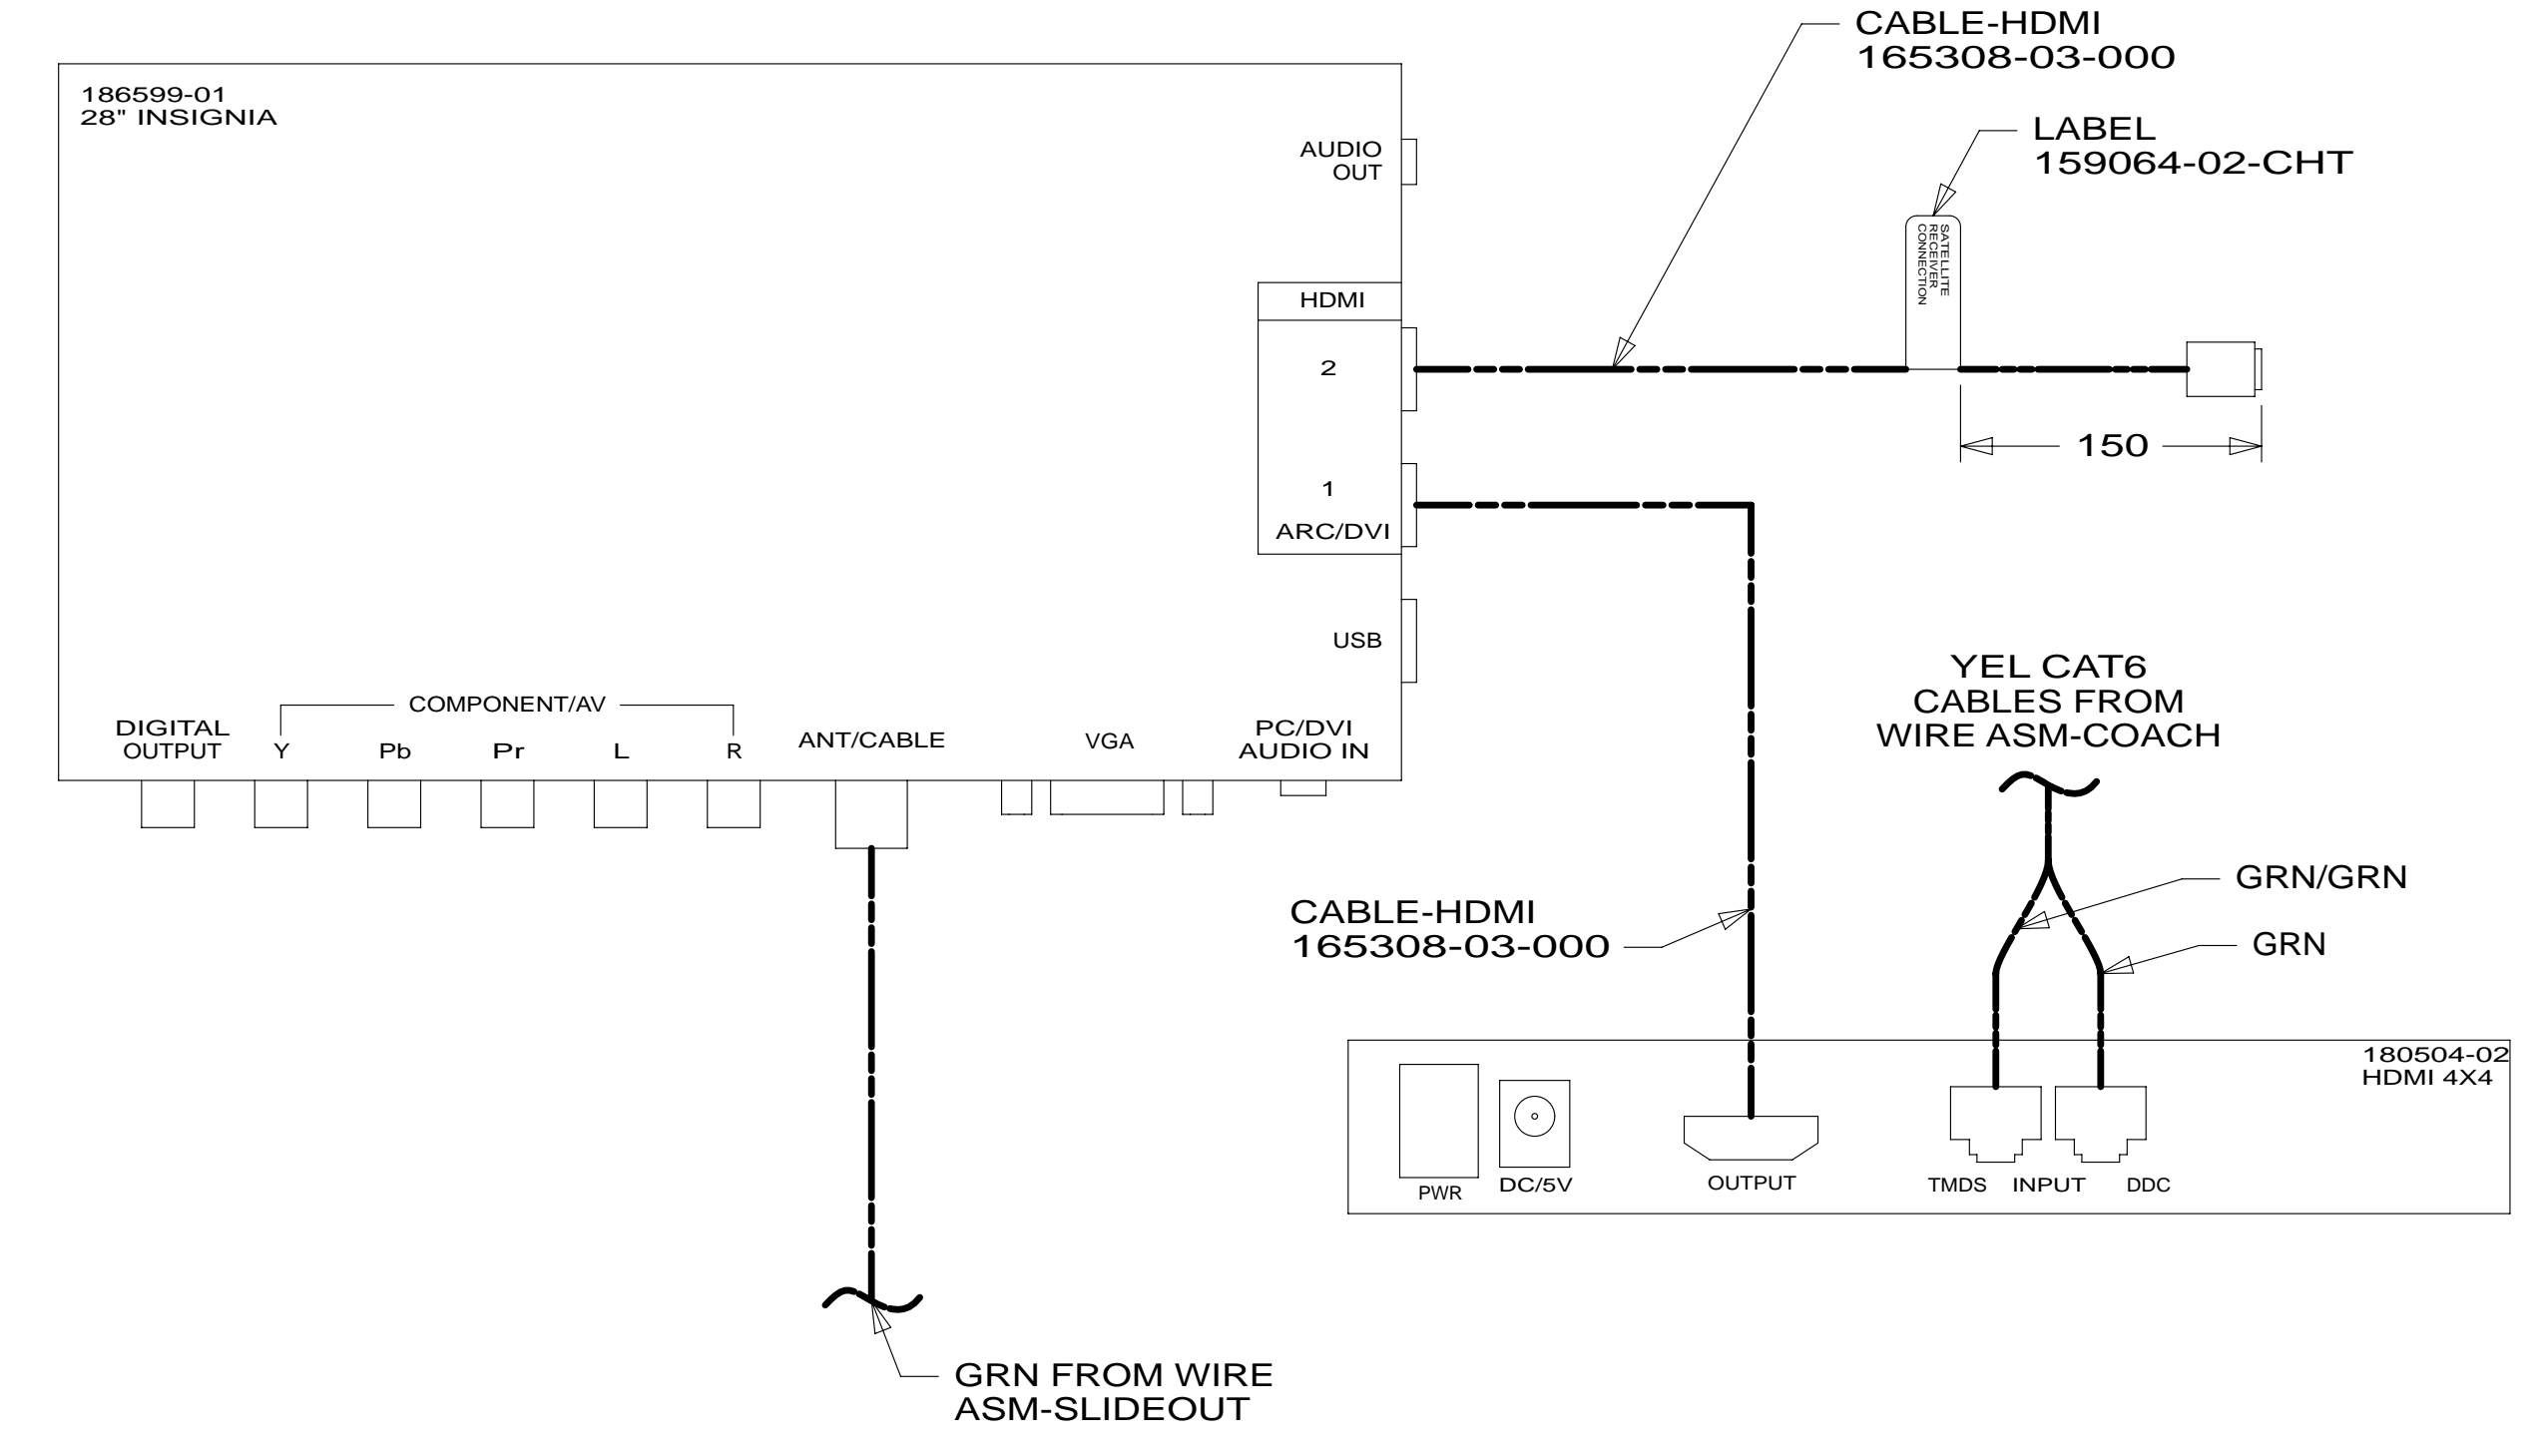 CABLE-HDMI
165308-03-000
186599-01
28" INSIGNIA
LABEL
159064-02-CHT
AUDIO
OUT
SATELLITE
RECEIVER
CONNECTION
HDMI
2
150
1
ARC/DVI
USB
YEL CAT6
CABLES FROM
WIRE ASM-COACH
COMPONENT/AV
DIGITAL
OUTPUT
Y
Pb
Pr
L
R
ANT/CABLE
VGA
PC/DVI
AUDIO IN
GRN/GRN
CABLE-HDMI
165308-03-000
GRN
180504-02
HDMI 4X4
PWR
DC/5V
OUTPUT
TMDS
INPUT
DDC
GRN FROM WIRE
ASM-SLIDEOUT